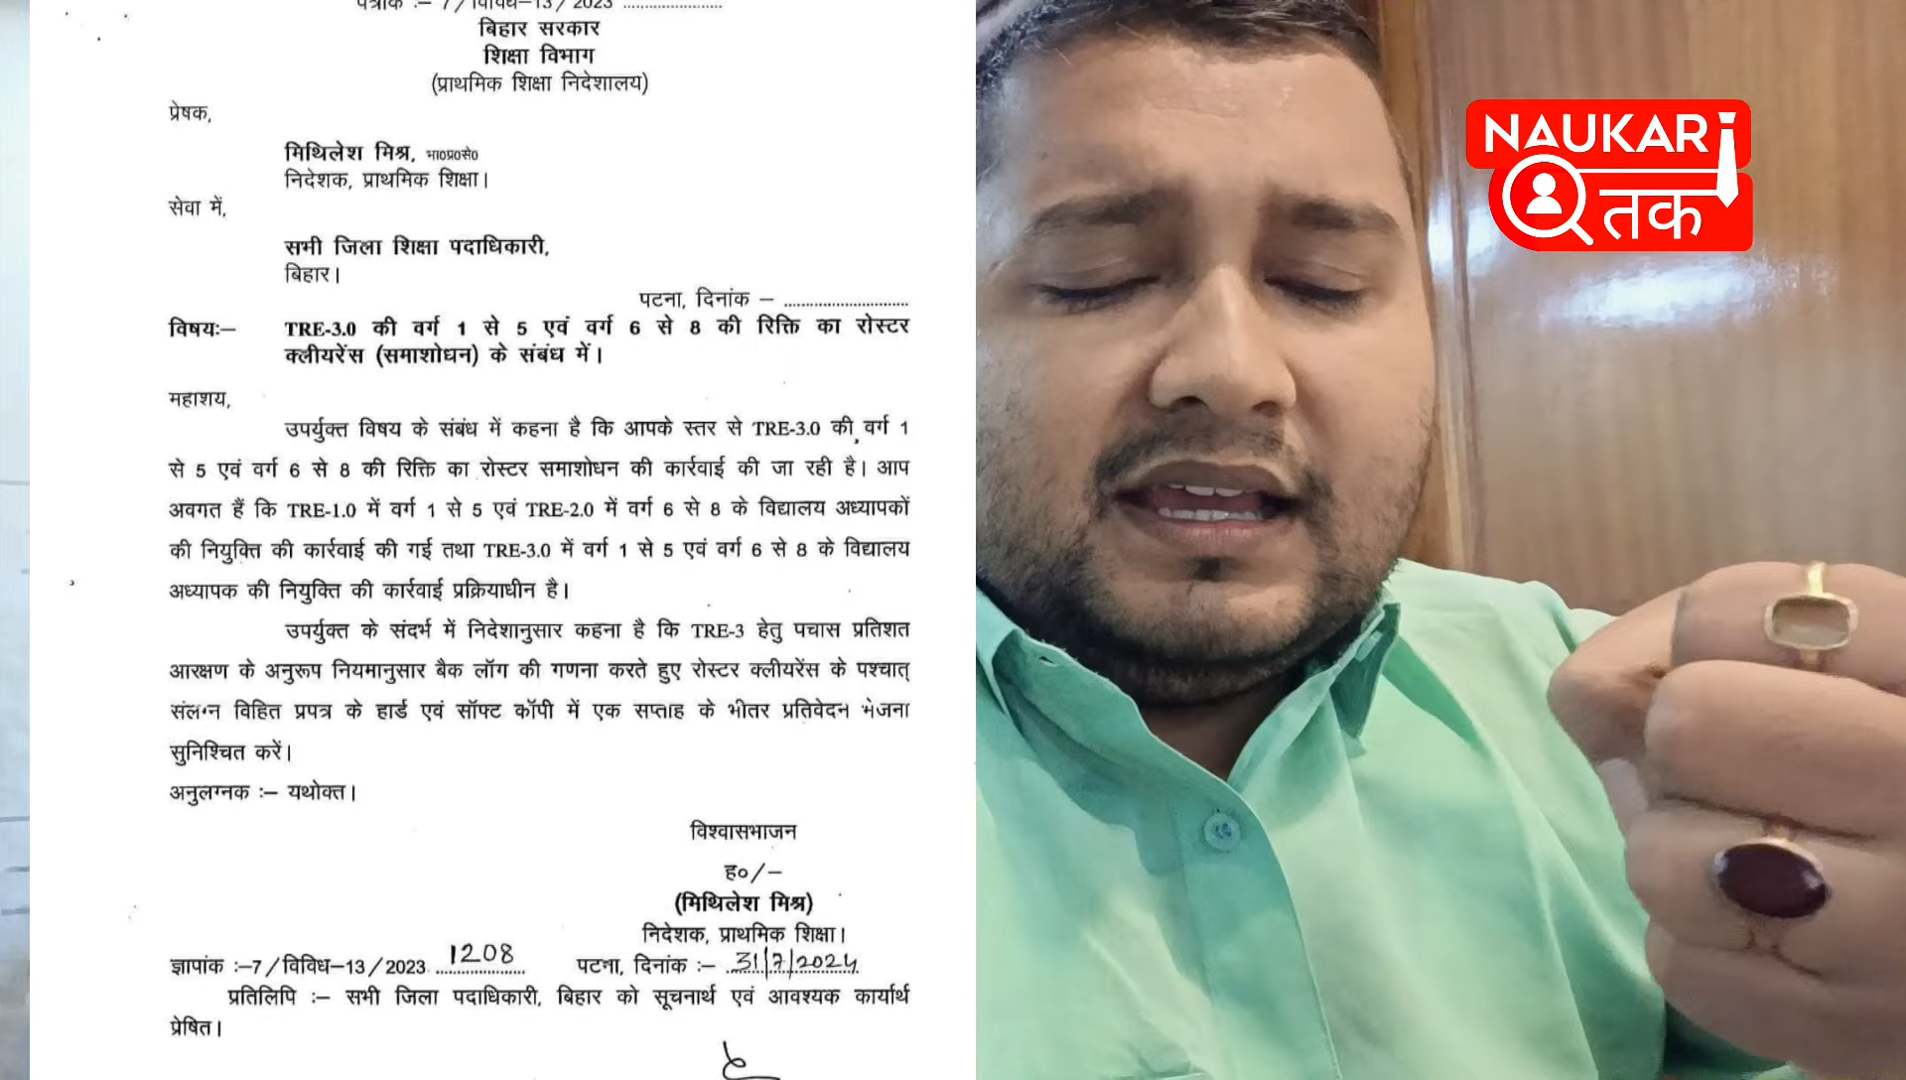 पत्रांक :– 7/विविध–13/2023 ......................
बिहार सरकार
शिक्षा विभाग
(प्राथमिक शिक्षा निदेशालय)
प्रेषक,
मिथिलेश मिश्र, भा०प्र०से०
निदेशक, प्राथमिक शिक्षा।
सेवा में,
सभी जिला शिक्षा पदाधिकारी,
बिहार।
पटना, दिनांक – ............................
विषयः– TRE-3.0 की वर्ग 1 से 5 एवं वर्ग 6 से 8 की रिक्ति का रोस्टर
क्लीयरेंस (समाशोधन) के संबंध में।
महाशय,
उपर्युक्त विषय के संबंध में कहना है कि आपके स्तर से TRE-3.0 की वर्ग 1
से 5 एवं वर्ग 6 से 8 की रिक्ति का रोस्टर समाशोधन की कार्रवाई की जा रही है। आप
अवगत हैं कि TRE-1.0 में वर्ग 1 से 5 एवं TRE-2.0 में वर्ग 6 से 8 के विद्यालय अध्यापकों
की नियुक्ति की कार्रवाई की गई तथा TRE-3.0 में वर्ग 1 से 5 एवं वर्ग 6 से 8 के विद्यालय
अध्यापक की नियुक्ति की कार्रवाई प्रक्रियाधीन है।
उपर्युक्त के संदर्भ में निदेशानुसार कहना है कि TRE-3 हेतु पचास प्रतिशत
आरक्षण के अनुरूप नियमानुसार बैक लॉग की गणना करते हुए रोस्टर क्लीयरेंस के पश्चात्
संलग्न विहित प्रपत्र के हार्ड एवं सॉफ्ट कॉपी में एक सप्ताह के भीतर प्रतिवेदन भेजना
सुनिश्चित करें।
अनुलग्नक :– यथोक्त।
विश्वासभाजन
ह०/–
(मिथिलेश मिश्र)
निदेशक, प्राथमिक शिक्षा।
ज्ञापांक :–7/विविध–13/2023 1208 पटना, दिनांक :– 31/7/2024
प्रतिलिपि :– सभी जिला पदाधिकारी, बिहार को सूचनार्थ एवं आवश्यक कार्यार्थ
प्रेषित।
NAUKARI
तक